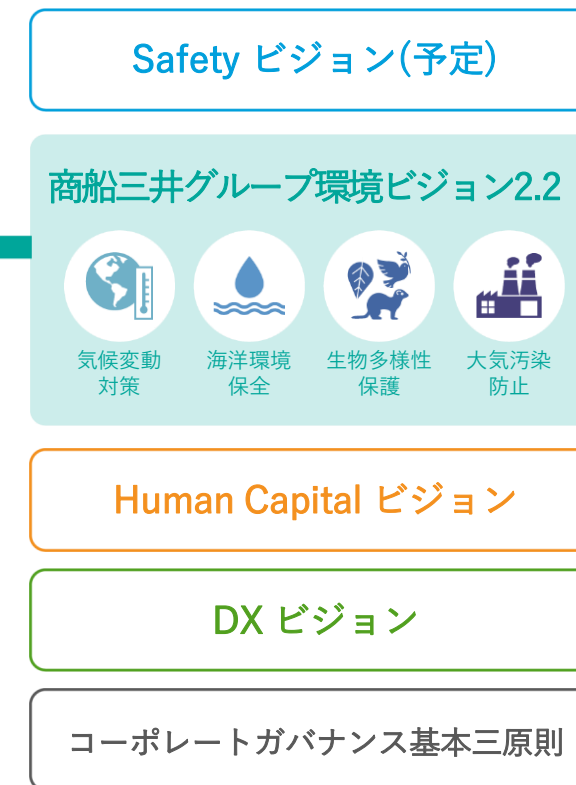 Safety ビジョン(予定)
商船三井グループ環境ビジョン2.2
気候変動
対策
海洋環境
保全
生物多様性
保護
大気汚染
防止
Human Capital ビジョン
DX ビジョン
コーポレートガバナンス基本三原則